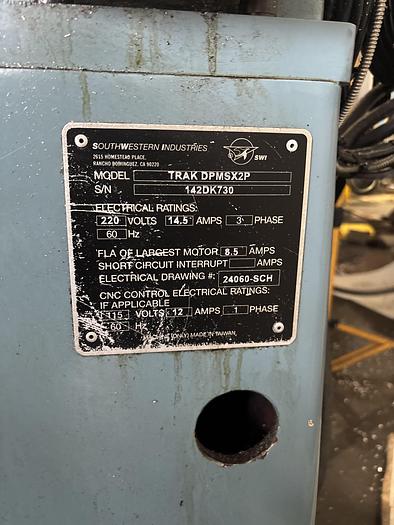 SOUTHWESTERN INDUSTRIES
2615 HOMESTEAD PLACE,
RANCHO DOMINGUEZ, CA 90220
SWI
MODEL TRAK DPMSX2P
S/N 142DK730
ELECTRICAL RATINGS:
220 VOLTS 14.5 AMPS 3 PHASE
60 Hz
FLA OF LARGEST MOTOR 8.5 AMPS
SHORT CIRCUIT INTERRUPT AMPS
ELECTRICAL DRAWING #: 24060-SCH
CNC CONTROL ELECTRICAL RATINGS:
IF APPLICABLE
115 VOLTS 12 AMPS 1 PHASE
60 Hz
(ONLY) MADE IN TAIWAN